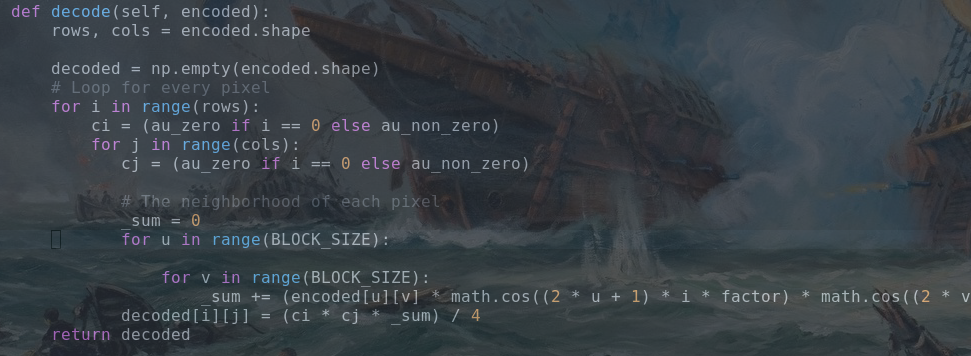 def decode(self, encoded):
    rows, cols = encoded.shape

    decoded = np.empty(encoded.shape)
    # Loop for every pixel
    for i in range(rows):
        ci = (au_zero if i == 0 else au_non_zero)
        for j in range(cols):
           cj = (au_zero if i == 0 else au_non_zero)

           # The neighborhood of each pixel
           _sum = 0
           for u in range(BLOCK_SIZE):

               for v in range(BLOCK_SIZE):
                   _sum += (encoded[u][v] * math.cos((2 * u + 1) * i * factor) * math.cos((2 * v
           decoded[i][j] = (ci * cj * _sum) / 4
    return decoded